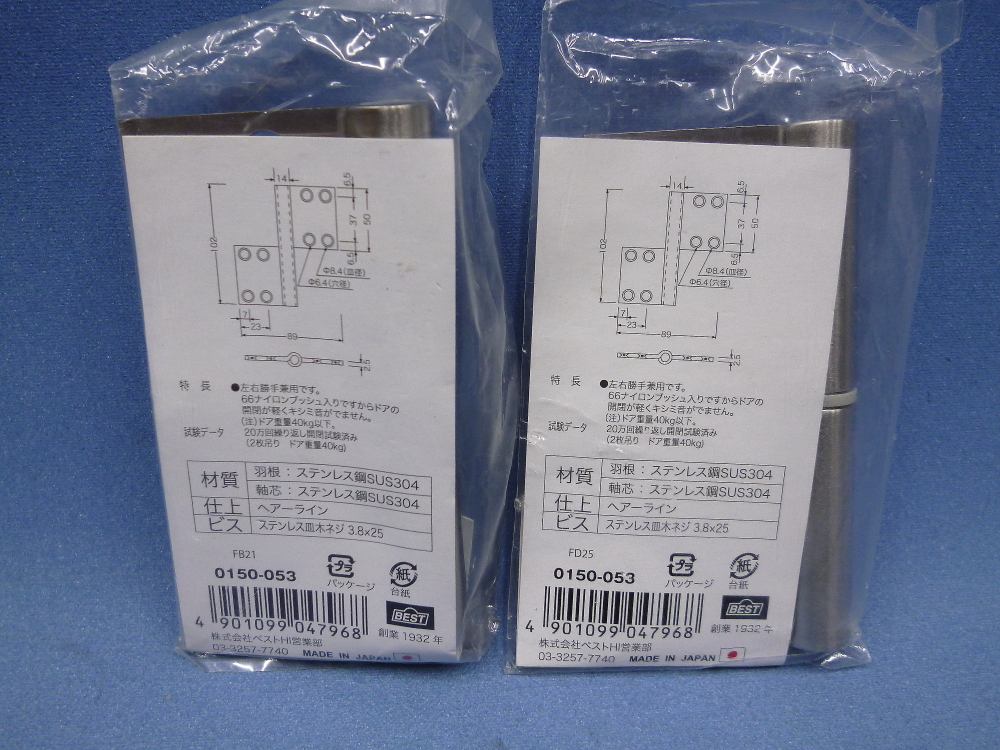 14
6.5
37
50
6.5
102
Φ8.4(皿径)
Φ6.4(穴径)
7
23
89
2.5
特 長 ●左右勝手兼用です。
66ナイロンブッシュ入りですからドアの
開閉が軽くキシミ音がでません。
(注)ドア重量40kg以下。
試験データ 20万回繰り返し開閉試験済み
(2枚吊り ドア重量40kg)
材質 羽根：ステンレス鋼SUS304
軸芯：ステンレス鋼SUS304
仕上 ヘアーライン
ビス ステンレス皿木ネジ 3.8×25
FB21
0150-053
プラ
パッケージ
紙
台紙
4 901099 047968
BEST
創業 1932 年
株式会社ベストHI営業部
03-3257-7740 MADE IN JAPAN
14
6.5
37
50
6.5
102
Φ8.4(皿径)
Φ6.4(穴径)
7
23
89
2.5
特 長 ●左右勝手兼用です。
66ナイロンブッシュ入りですからドアの
開閉が軽くキシミ音がでません。
(注)ドア重量40kg以下。
試験データ 20万回繰り返し開閉試験済み
(2枚吊り ドア重量40kg)
材質 羽根：ステンレス鋼SUS304
軸芯：ステンレス鋼SUS304
仕上 ヘアーライン
ビス ステンレス皿木ネジ 3.8×25
FD25
0150-053
プラ
パッケージ
紙
台紙
4 901099 047968
BEST
創業 1932 年
株式会社ベストHI営業部
03-3257-7740 MADE IN JAPAN